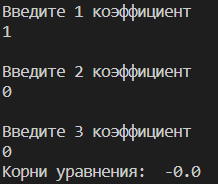 Введите 1 коэффициент
1
Введите 2 коэффициент
0
Введите 3 коэффициент
0
Корни уравнения:  -0.0